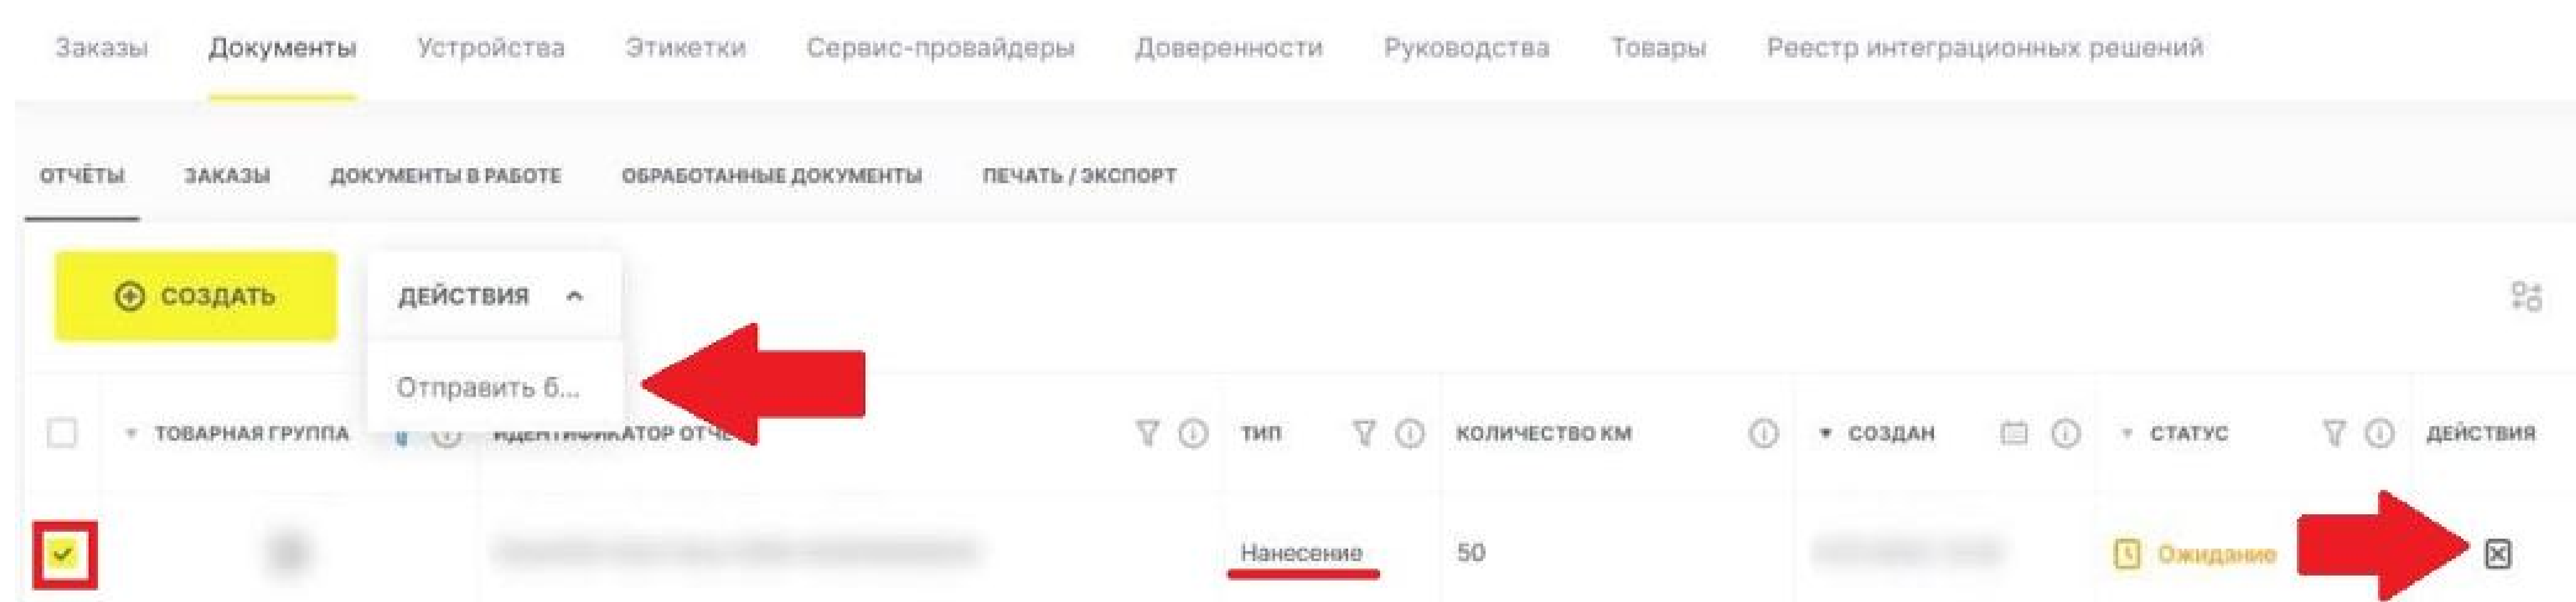 Заказы Документы Устройства Этикетки Сервис-провайдеры Доверенности Руководства Товары Реестр интеграционных решений
ОТЧЁТЫ ЗАКАЗЫ ДОКУМЕНТЫ В РАБОТЕ ОБРАБОТАННЫЕ ДОКУМЕНТЫ ПЕЧАТЬ / ЭКСПОРТ
СОЗДАТЬ ДЕЙСТВИЯ
Отправить б...
ТОВАРНАЯ ГРУППА ИДЕНТИФИКАТОР ТИП КОЛИЧЕСТВО КМ СОЗДАН СТАТУС ДЕЙСТВИЯ
Нанесение 50 Ожидание